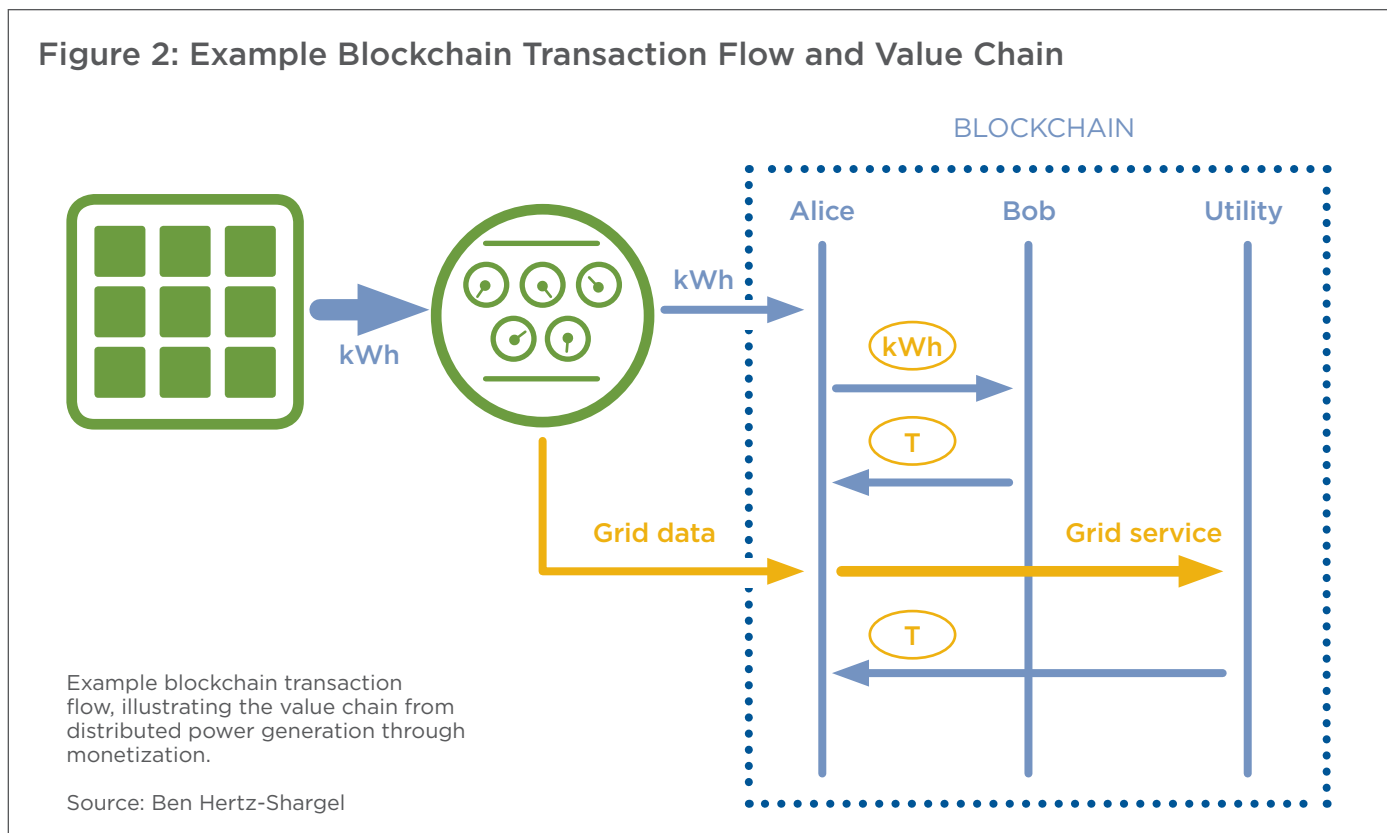 Figure 2: Example Blockchain Transaction Flow and Value Chain
BLOCKCHAIN
Alice
Bob
Utility
kWh
kWh
kWh
T
Grid data
Grid service
T
Example blockchain transaction
flow, illustrating the value chain from
distributed power generation through
monetization.
Source: Ben Hertz-Shargel